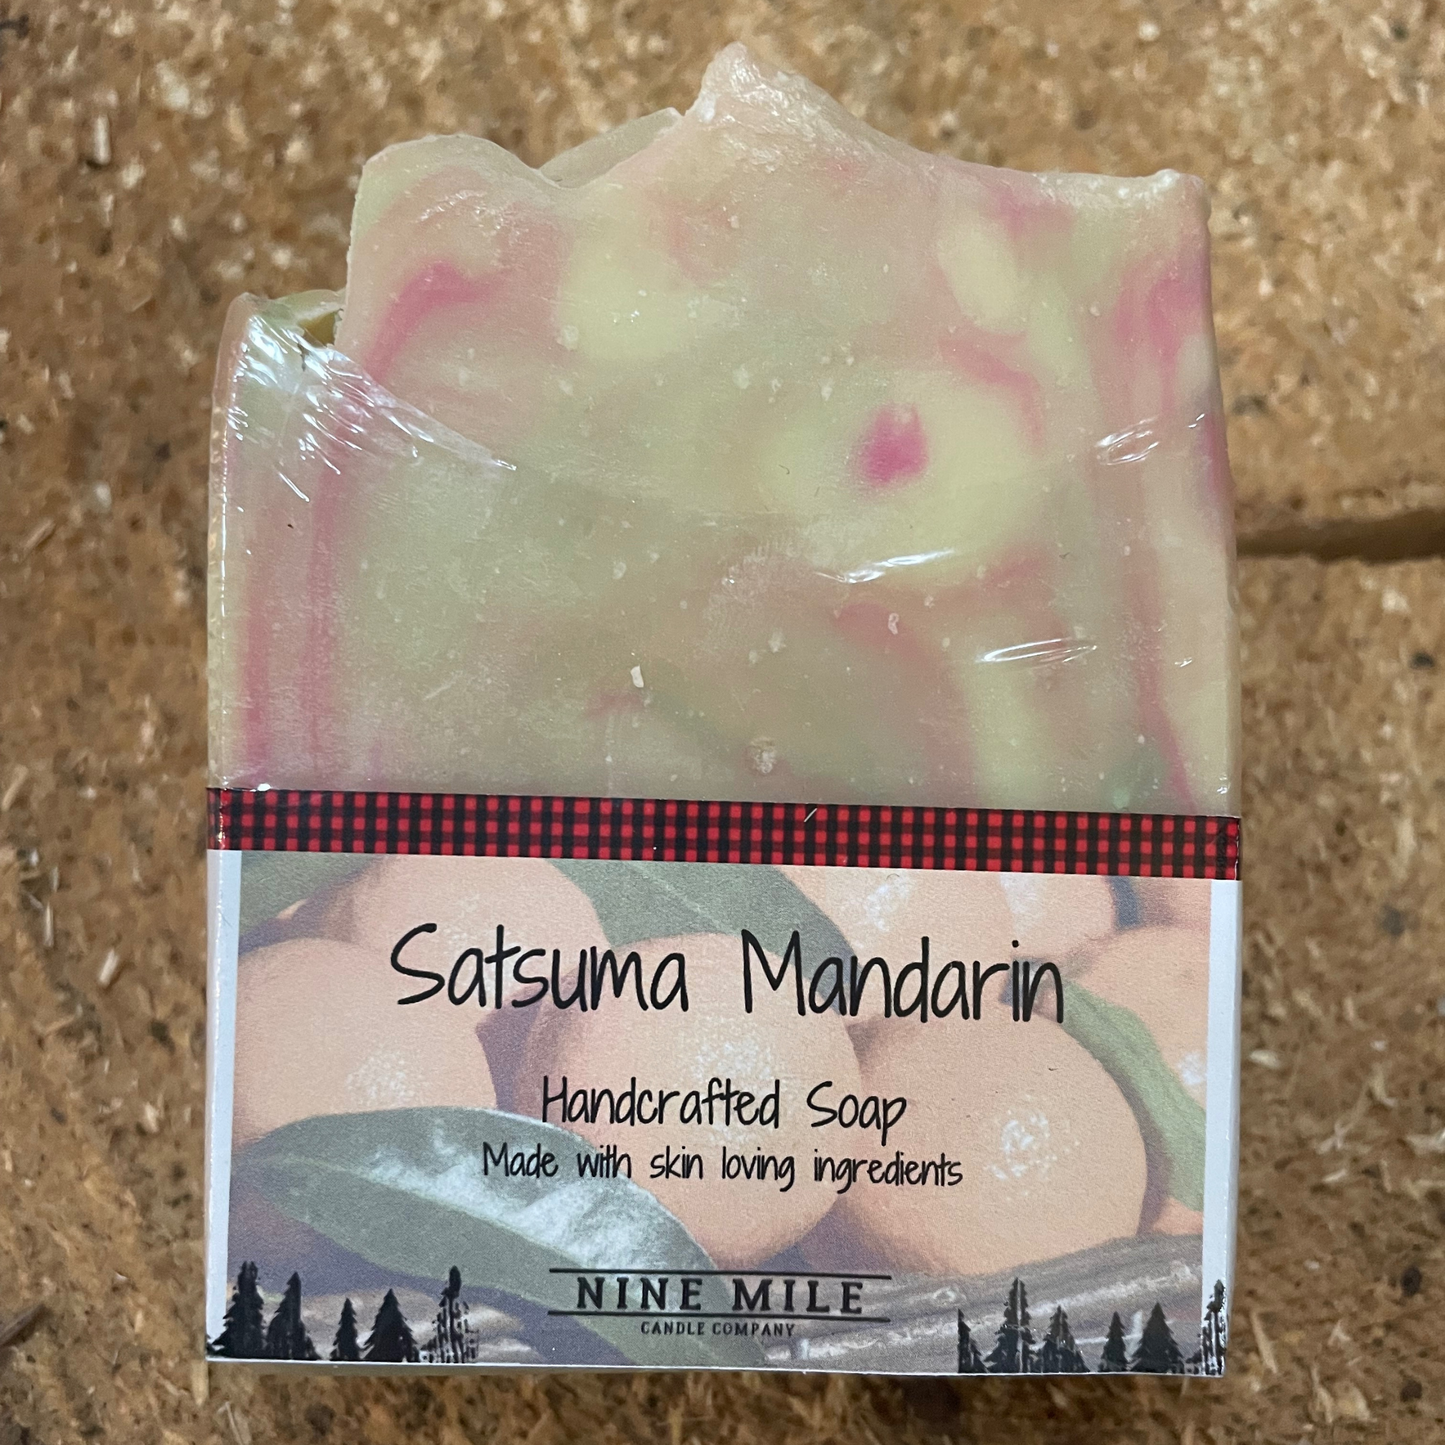 Satsuma Mandarin
Handcrafted Soap
Made with skin loving ingredients
NINE MILE
CANDLE COMPANY